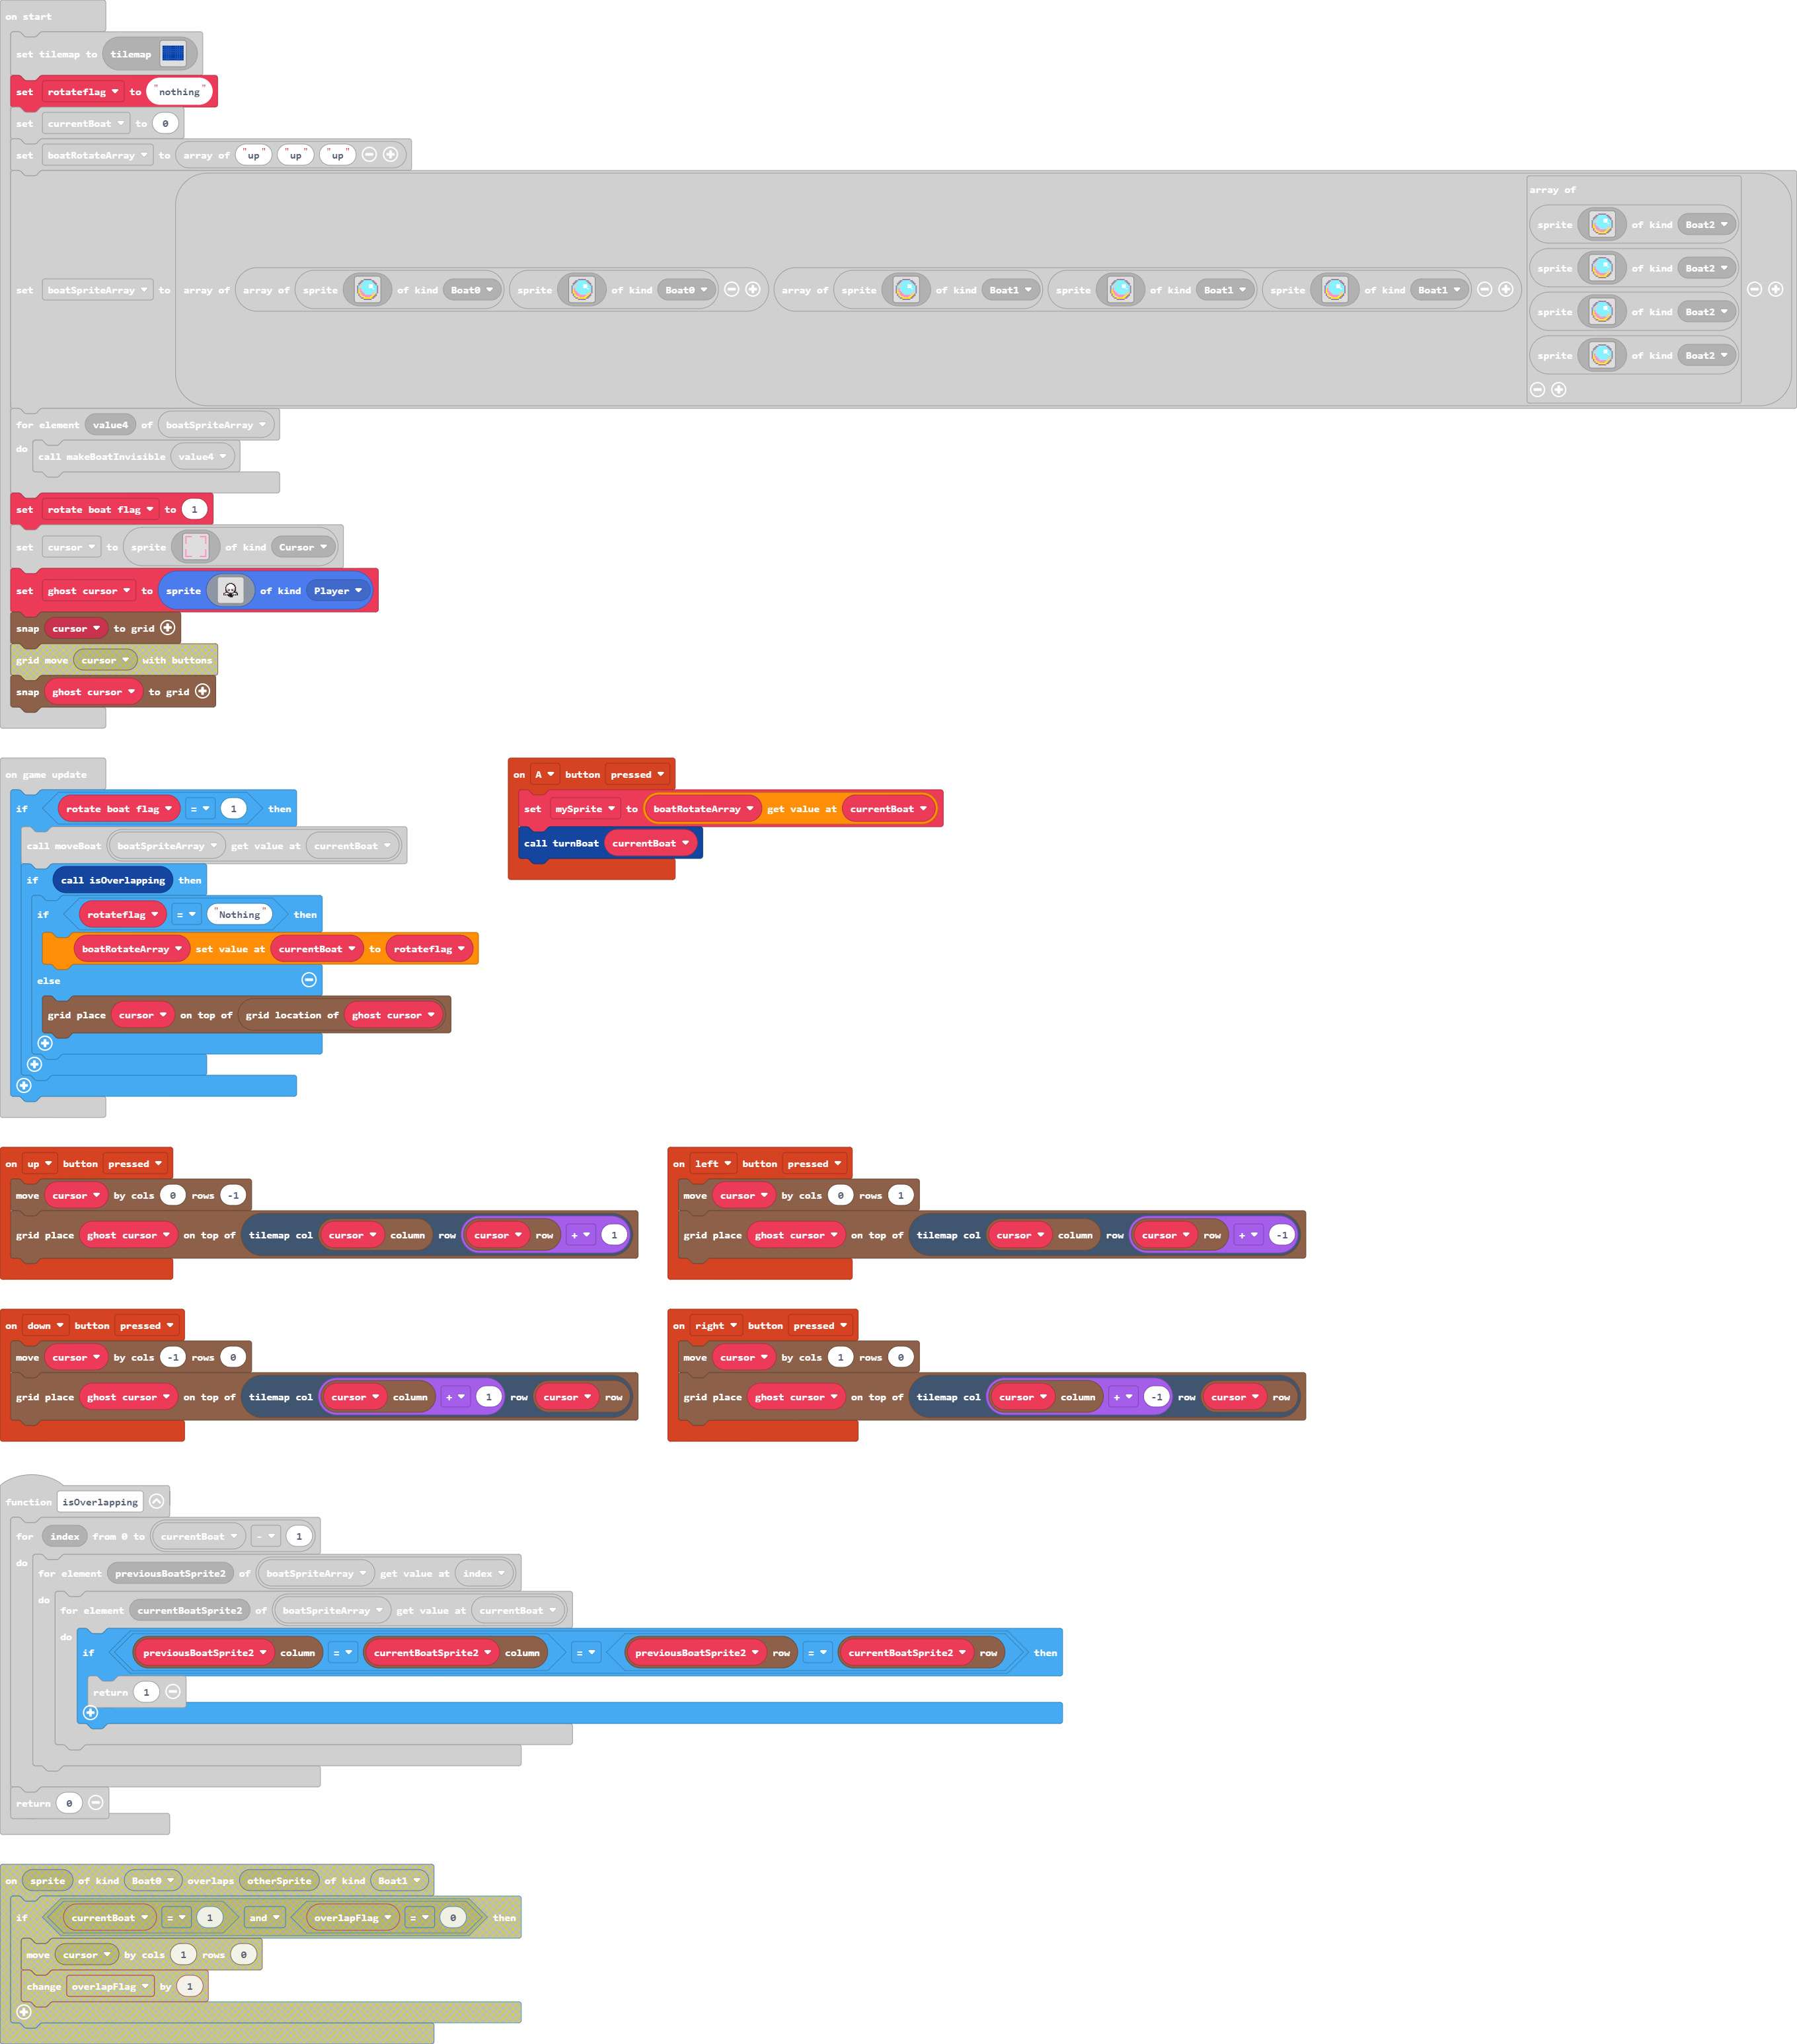 on start
set tilemap to tilemap
set rotateflag to "nothing"
set currentBoat to 0
set boatRotateArray to array of "up" "up" "up"
set boatSpriteArray to array of array of sprite of kind Boat0 sprite of kind Boat0 array of sprite of kind Boat1 sprite of kind Boat1 sprite of kind Boat1
array of
sprite of kind Boat2
sprite of kind Boat2
sprite of kind Boat2
sprite of kind Boat2
for element value4 of boatSpriteArray
do
call makeBoatInvisible value4
set rotate boat flag to 1
set cursor to sprite of kind Cursor
set ghost cursor to sprite of kind Player
snap cursor to grid
grid move cursor with buttons
snap ghost cursor to grid
on game update
if rotate boat flag = 1 then
call moveBoat boatSpriteArray get value at currentBoat
if call isOverlapping then
if rotateflag = "Nothing" then
boatRotateArray set value at currentBoat to rotateflag
else
grid place cursor on top of grid location of ghost cursor
on A button pressed
set mySprite to boatRotateArray get value at currentBoat
call turnBoat currentBoat
on up button pressed
move cursor by cols 0 rows -1
grid place ghost cursor on top of tilemap col cursor column row cursor row + 1
on left button pressed
move cursor by cols 0 rows 1
grid place ghost cursor on top of tilemap col cursor column row cursor row + -1
on down button pressed
move cursor by cols -1 rows 0
grid place ghost cursor on top of tilemap col cursor column + 1 row cursor row
on right button pressed
move cursor by cols 1 rows 0
grid place ghost cursor on top of tilemap col cursor column + -1 row cursor row
function isOverlapping
for index from 0 to currentBoat - 1
do
for element previousBoatSprite2 of boatSpriteArray get value at index
do
for element currentBoatSprite2 of boatSpriteArray get value at currentBoat
do
if previousBoatSprite2 column = currentBoatSprite2 column = previousBoatSprite2 row = currentBoatSprite2 row then
return 1
return 0
on sprite of kind Boat0 overlaps otherSprite of kind Boat1
if currentBoat = 1 and overlapFlag = 0 then
move cursor by cols 1 rows 0
change overlapFlag by 1